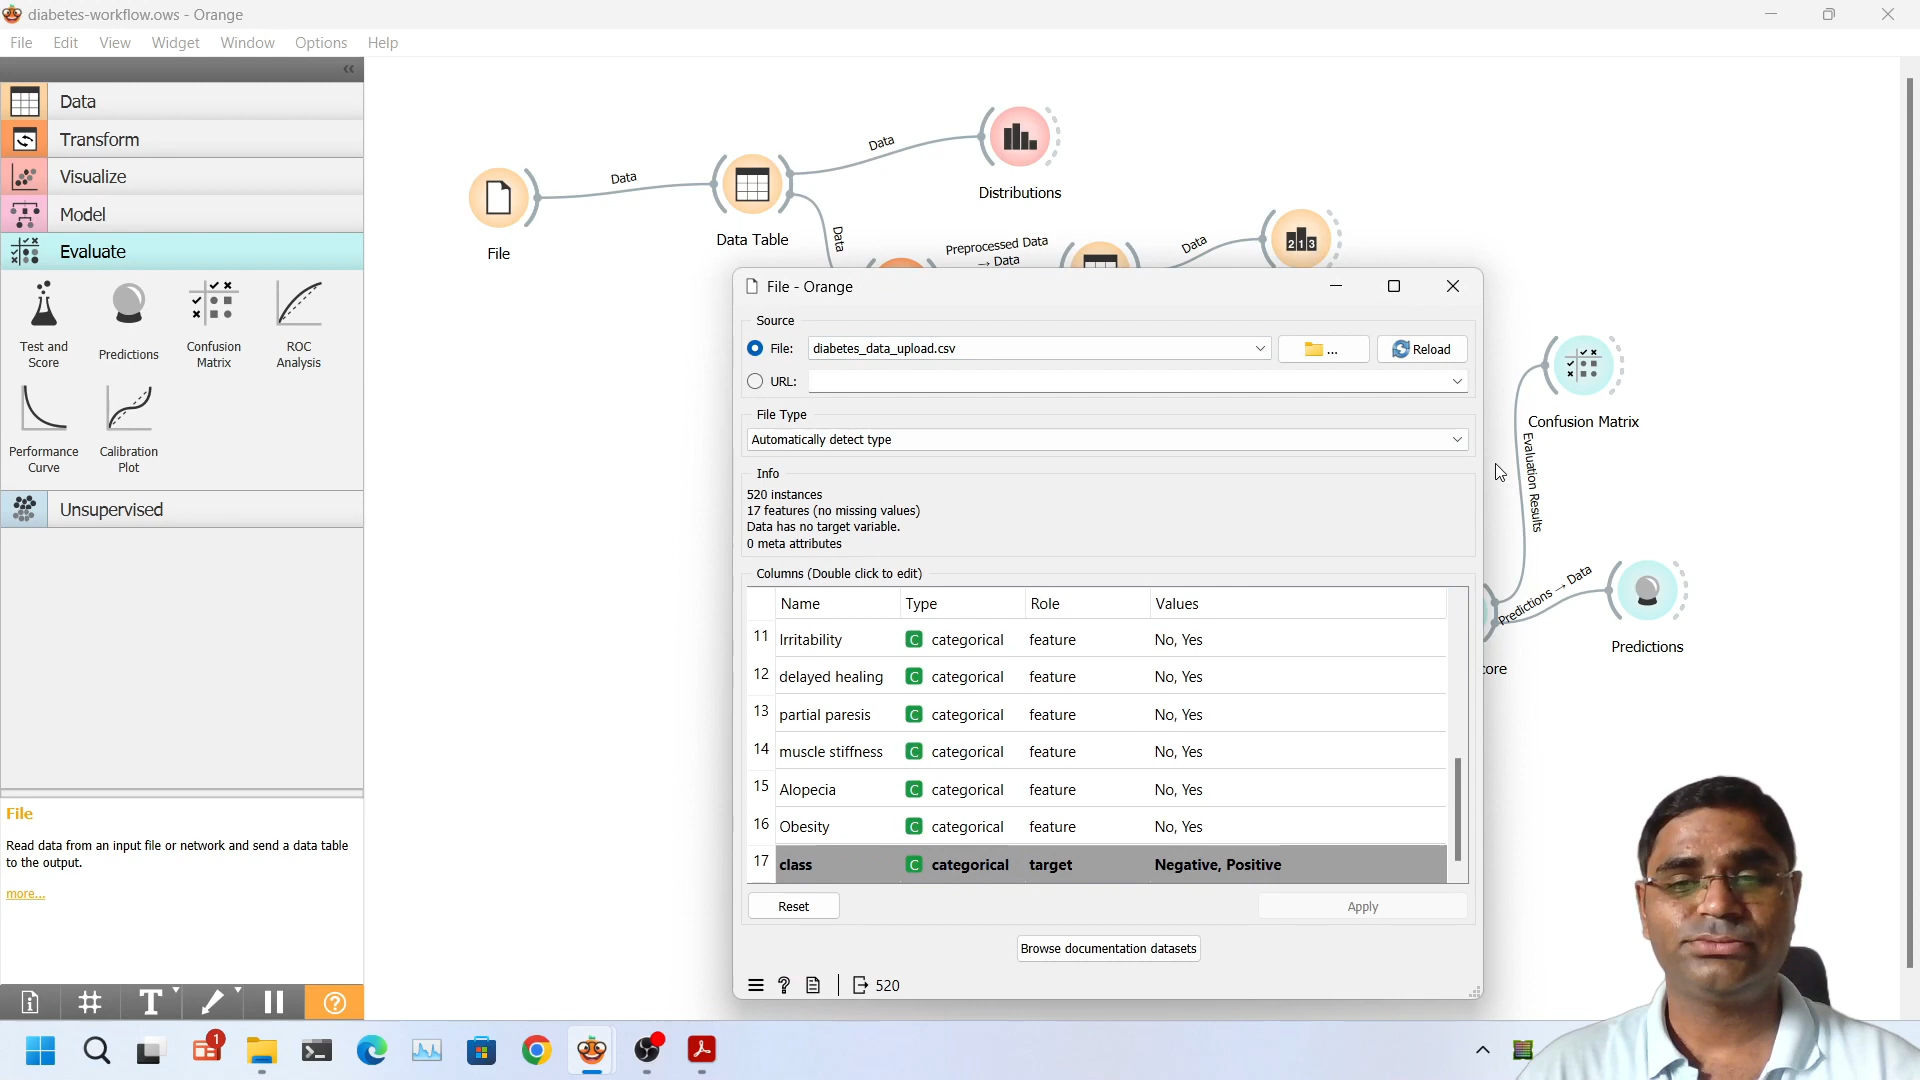 diabetes-workflow.ows - Orange
File Edit View Widget Window Options Help
Data
Transform
Visualize
Model
Evaluate
Test and Score
Predictions
Confusion Matrix
ROC Analysis
Performance Curve
Calibration Plot
Unsupervised
File
Read data from an input file or network and send a data table
to the output.
more...
File
Data
Data Table
Data
Distributions
Data
Preprocessed Data
→ Data
Data
213
Confusion Matrix
Evaluation Results
Predictions → Data
Predictions
core
File - Orange
Source
File: diabetes_data_upload.csv ... Reload
URL:
File Type
Automatically detect type
Info
520 instances
17 features (no missing values)
Data has no target variable.
0 meta attributes
Columns (Double click to edit)
Name Type Role Values
11 Irritability C categorical feature No, Yes
12 delayed healing C categorical feature No, Yes
13 partial paresis C categorical feature No, Yes
14 muscle stiffness C categorical feature No, Yes
15 Alopecia C categorical feature No, Yes
16 Obesity C categorical feature No, Yes
17 class C categorical target Negative, Positive
Reset Apply
Browse documentation datasets
? 520
T ?
1